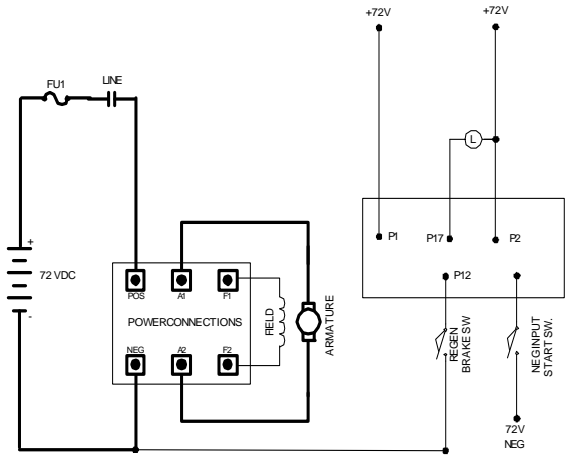 +72V
+72V
FU1
LINE
L
+
72 VDC
-
P1
P17
P2
P12
POS
A1
F1
POWERCONNECTIONS
NEG
A2
F2
FIELD
ARMATURE
REGEN
BRAKE SW
NEGINPUT
START SW.
72V
NEG